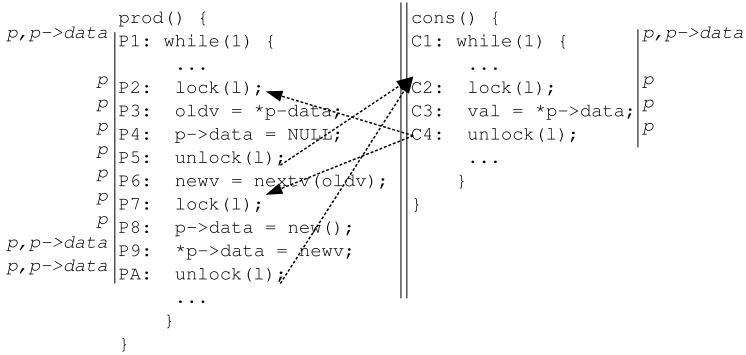 prod() {
p,p->data P1: while(1) {
...
p P2: lock(l);
p P3: oldv = *p-data;
p P4: p->data = NULL;
p P5: unlock(l);
p P6: newv = nextv(oldv);
p P7: lock(l);
p P8: p->data = new();
p,p->data P9: *p->data = newv;
p,p->data PA: unlock(l);
...
}
}
cons() {
C1: while(1) { p,p->data
...
C2: lock(l); p
C3: val = *p->data; p
C4: unlock(l); p
...
}
}